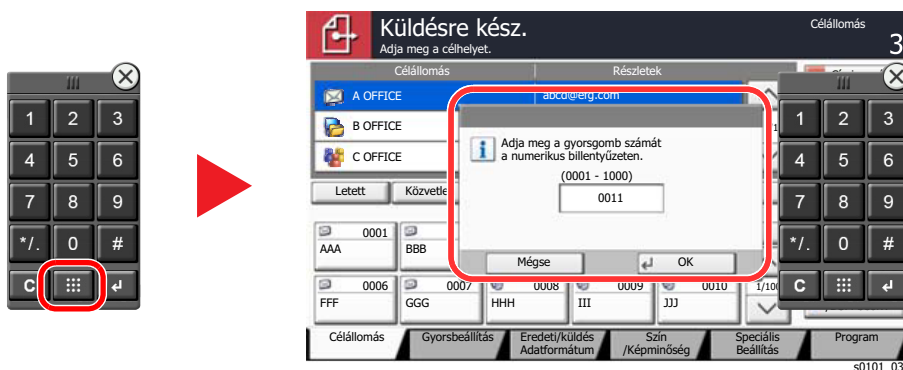 1 2 3
4 5 6
7 8 9
*/. 0 #
C
Küldésre kész.
Adja meg a célhelyet.
Célállomás
3
Célállomás Részletek
A OFFICE abcd@efg.com
B OFFICE
C OFFICE
Adja meg a gyorsgomb számát
a numerikus billentyűzeten.
(0001 - 1000)
0011
Mégse OK
Letett
0001
AAA BBB
0006 0007 0008 0009 0010 1/100
FFF GGG HHH III JJJ
1 2 3
4 5 6
7 8 9
*/. 0 #
C
Célállomás Gyorsbeállítás Eredeti/küldés
Adatformátum Szín
/Képminőség Speciális
Beállítás Program
s0101_03